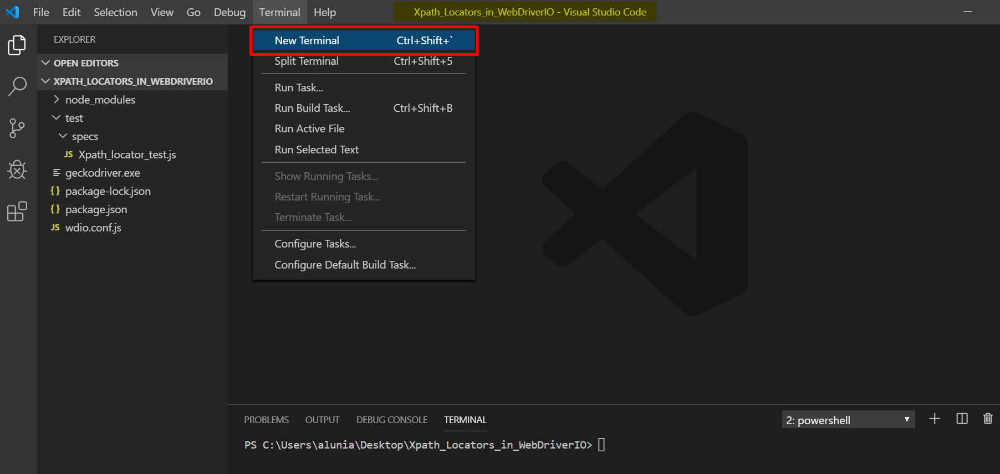 File Edit Selection View Go Debug Terminal Help Xpath_Locators_in_WebDriverIO - Visual Studio Code
EXPLORER
OPEN EDITORS
XPATH_LOCATORS_IN_WEBDRIVERIO
node_modules
test
specs
JS Xpath_locator_test.js
geckodriver.exe
{} package-lock.json
{} package.json
JS wdio.conf.js
New Terminal Ctrl+Shift+`
Split Terminal Ctrl+Shift+5
Run Task...
Run Build Task... Ctrl+Shift+B
Run Active File
Run Selected Text
Show Running Tasks...
Restart Running Task...
Terminate Task...
Configure Tasks...
Configure Default Build Task...
PROBLEMS OUTPUT DEBUG CONSOLE TERMINAL 2: powershell
PS C:\Users\alunia\Desktop\Xpath_Locators_in_WebDriverIO>